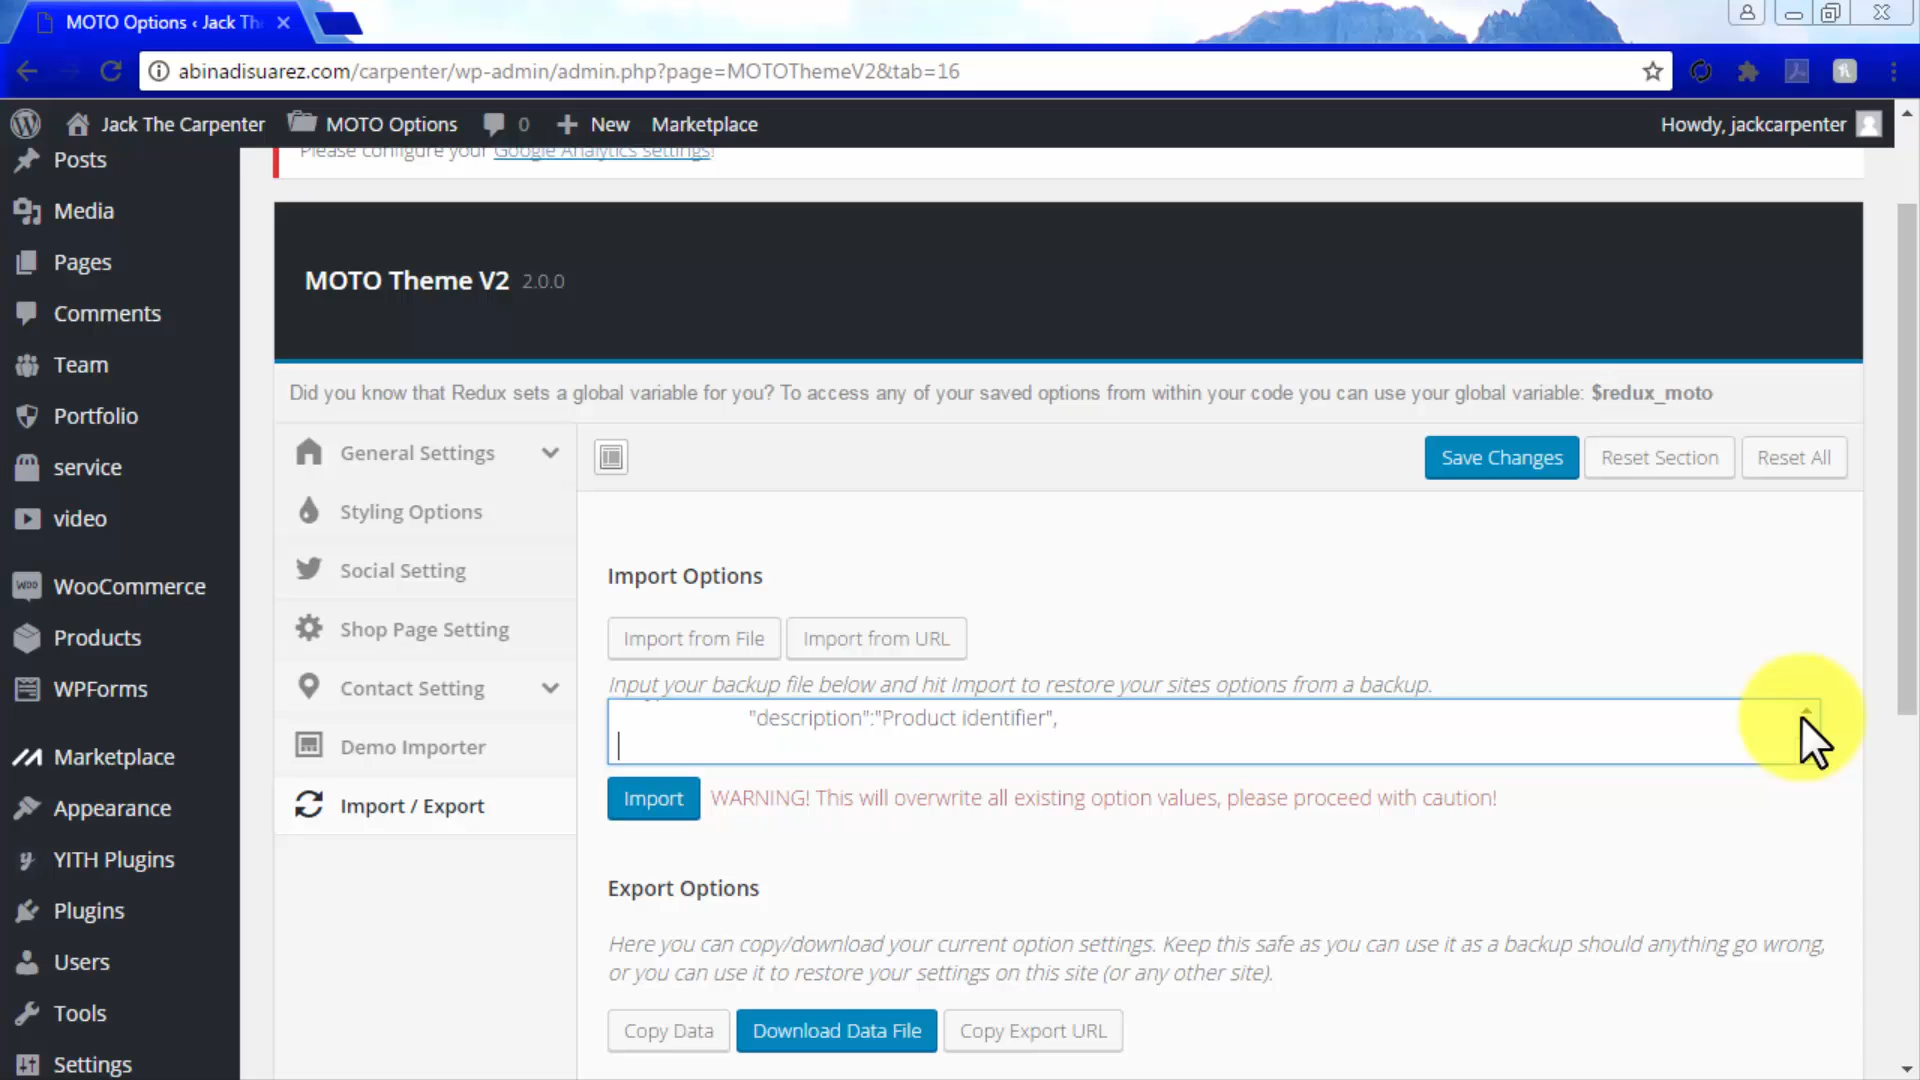 MOTO Options ‹ Jack Th
abinadisuarez.com/carpenter/wp-admin/admin.php?page=MOTOThemeV2&tab=16
Jack The Carpenter
MOTO Options
0
New
Marketplace
Howdy, jackcarpenter
Please configure your Google Analytics settings!
Posts
Media
Pages
Comments
Team
Portfolio
service
video
WooCommerce
Products
WPForms
Marketplace
Appearance
YITH Plugins
Plugins
Users
Tools
Settings
MOTO Theme V2 2.0.0
Did you know that Redux sets a global variable for you? To access any of your saved options from within your code you can use your global variable: $redux_moto
General Settings
Styling Options
Social Setting
Shop Page Setting
Contact Setting
Demo Importer
Import / Export
Save Changes
Reset Section
Reset All
Import Options
Import from File
Import from URL
Input your backup file below and hit Import to restore your sites options from a backup.
"description":"Product identifier",
Import
WARNING! This will overwrite all existing option values, please proceed with caution!
Export Options
Here you can copy/download your current option settings. Keep this safe as you can use it as a backup should anything go wrong,
or you can use it to restore your settings on this site (or any other site).
Copy Data
Download Data File
Copy Export URL